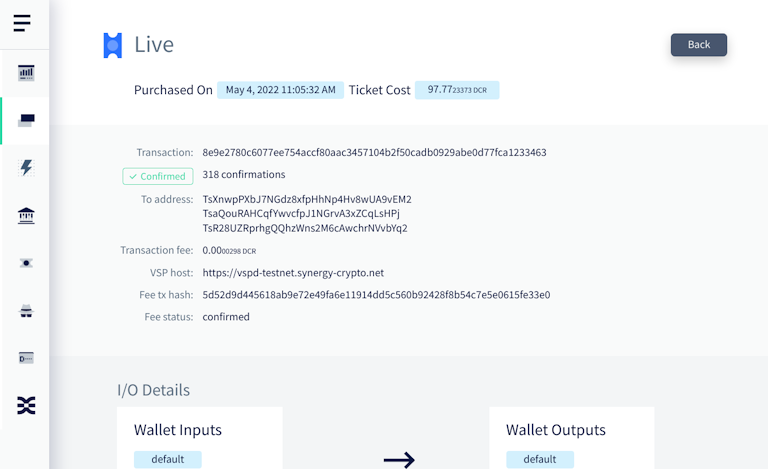 Live
Back
Purchased On May 4, 2022 11:05:32 AM Ticket Cost 97.7723373 DCR
Transaction: 8e9e2780c6077ee754accf80aac3457104b2f50cadb0929abe0d77fca1233463
Confirmed 318 confirmations
To address: TsXnwpPXbJ7NGdz8xfpHhNp4Hv8wUA9vEM2
TsaQouRAHCqfYwvcfpJ1NGrvA3xZCqLsHPj
TsR28UZRprhgQQhzWns2M6cAwchrNVvbYq2
Transaction fee: 0.0000298 DCR
VSP host: https://vspd-testnet.synergy-crypto.net
Fee tx hash: 5d52d9d445618ab9e72e49fa6e11914dd5c560b92428f8b54c7e5e0615fe33e0
Fee status: confirmed
I/O Details
Wallet Inputs
default
Wallet Outputs
default